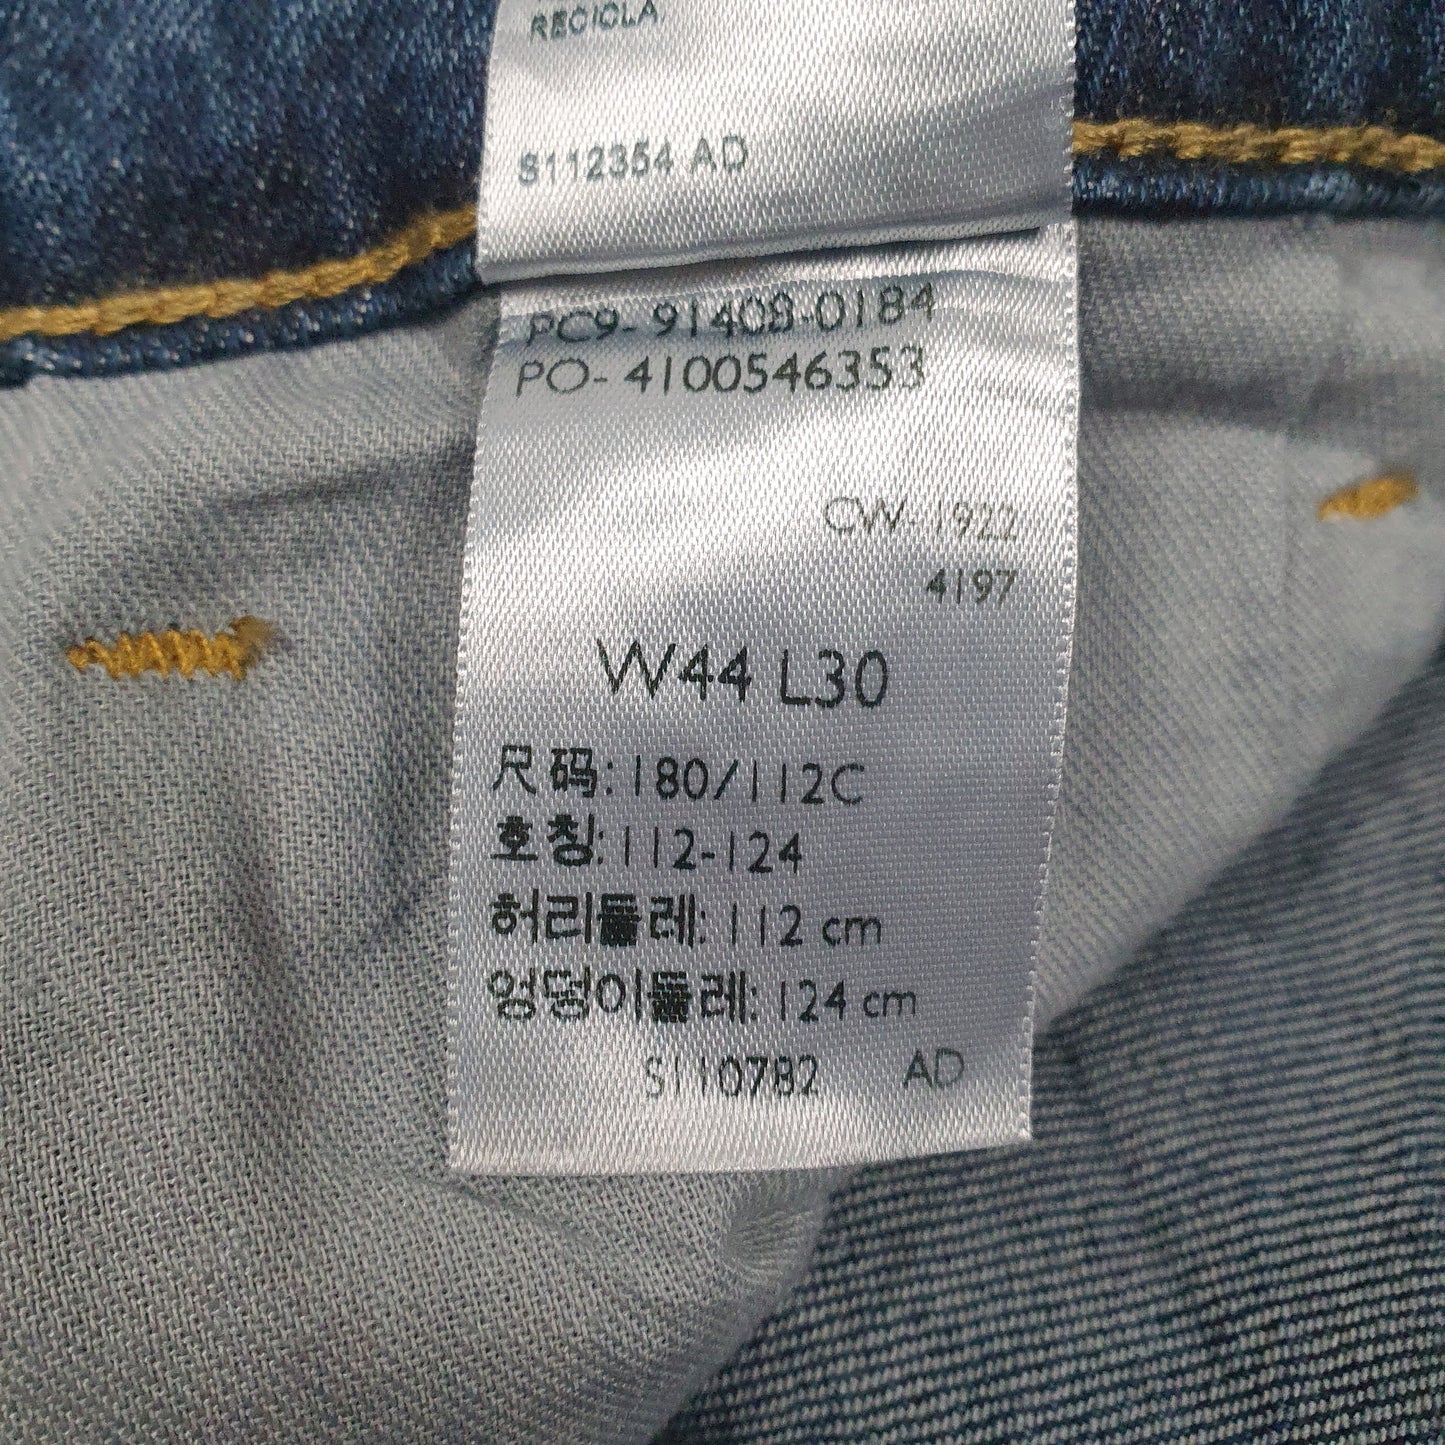 RECICLA.
S112354 AD
PC9-91408-0184
PO-4100546353
CW-1922
4197
W44 L30
尺码:180/112C
호칭:112-124
허리둘레:112 cm
엉덩이둘레:124 cm
S110782 AD